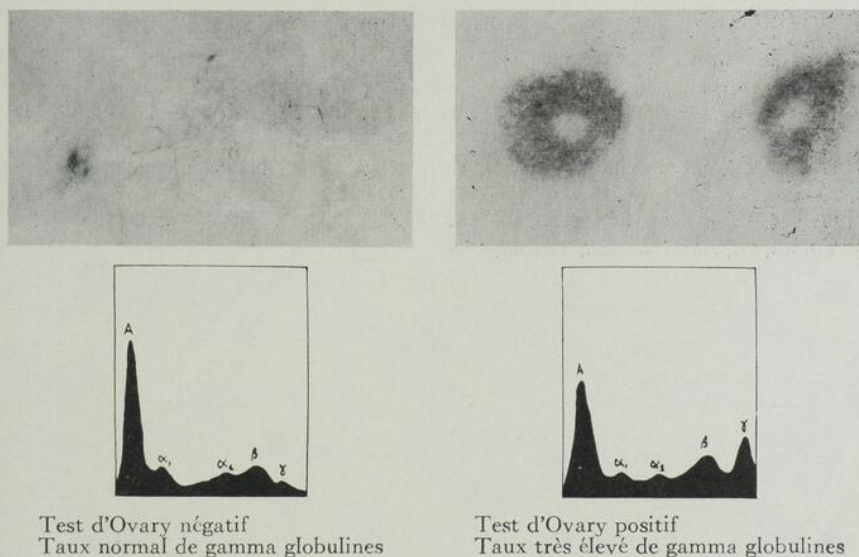 A
α₁
α₂
β
γ
A
α₁
α₂
β
γ
Test d'Ovary négatif
Taux normal de gamma globulines
Test d'Ovary positif
Taux très élevé de gamma globulines